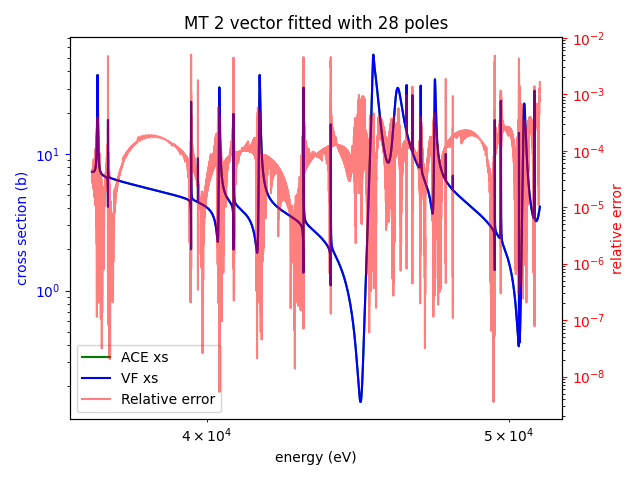 MT 2 vector fitted with 28 poles
cross section (b)
10¹
10⁰
10⁻²
10⁻³
10⁻⁴
10⁻⁵
10⁻⁶
10⁻⁷
10⁻⁸
relative error
ACE xs
VF xs
Relative error
4 × 10⁴
5 × 10⁴
energy (eV)